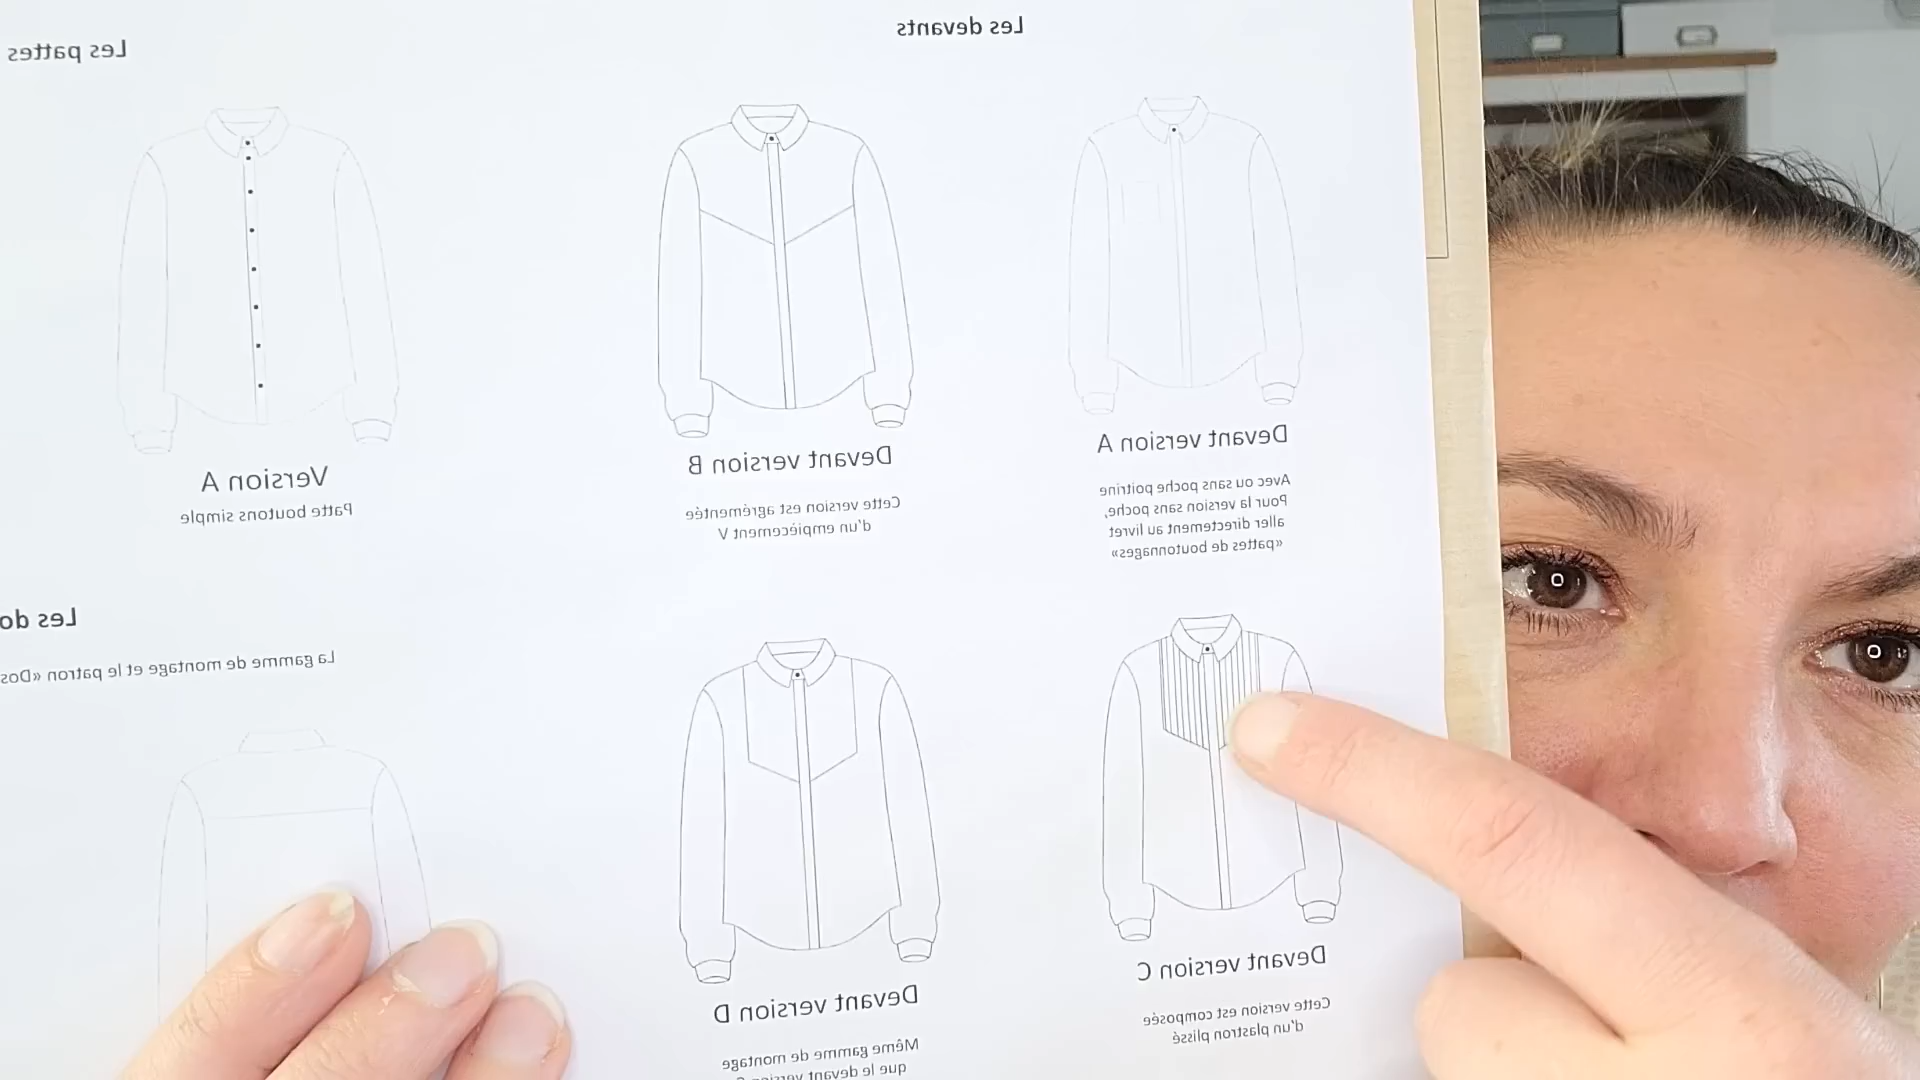 Les devants
Devant version A
Avec ou sans poche poitrine
Pour la version sans poche,
aller directement au livret
«pattes de boutonnages»
Devant version B
Cette version est agrémentée
d'un empiècement V
Devant version C
Cette version est composée
d'un plastron plissé
Devant version D
Même gamme de montage
que le devant version
Les pattes
Version A
Patte boutons simple
Les do
La gamme de montage et le patron «Dos